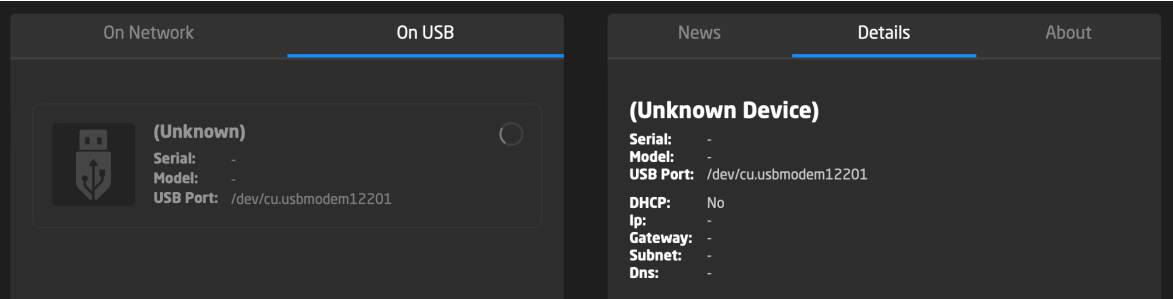 On Network On USB
(Unknown)
Serial: -
Model: -
USB Port: /dev/cu.usbmodem12201
News Details About
(Unknown Device)
Serial: -
Model: -
USB Port: /dev/cu.usbmodem12201
DHCP: No
Ip: -
Gateway: -
Subnet: -
Dns: -